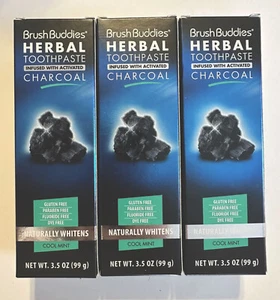 BrushBuddies®
HERBAL
TOOTHPASTE
INFUSED WITH ACTIVATED
CHARCOAL
GLUTEN FREE
PARABEN FREE
FLUORIDE FREE
DYE FREE
NATURALLY WHITENS
COOL MINT
NET WT. 3.5 OZ (99 g)
BrushBuddies®
HERBAL
TOOTHPASTE
INFUSED WITH ACTIVATED
CHARCOAL
GLUTEN FREE
PARABEN FREE
FLUORIDE FREE
DYE FREE
NATURALLY WHITENS
COOL MINT
NET WT. 3.5 OZ (99 g)
BrushBuddies®
HERBAL
TOOTHPASTE
INFUSED WITH ACTIVATED
CHARCOAL
GLUTEN FREE
PARABEN FREE
FLUORIDE FREE
DYE FREE
COOL MINT
NET WT. 3.5 OZ (99 g)